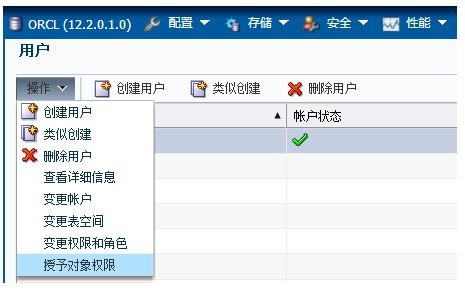 ORCL (12.2.0.1.0) 配置 存储 安全 性能
用户
操作 创建用户 类似创建 删除用户
帐户状态
创建用户
类似创建
删除用户
查看详细信息
变更帐户
变更表空间
变更权限和角色
授予对象权限